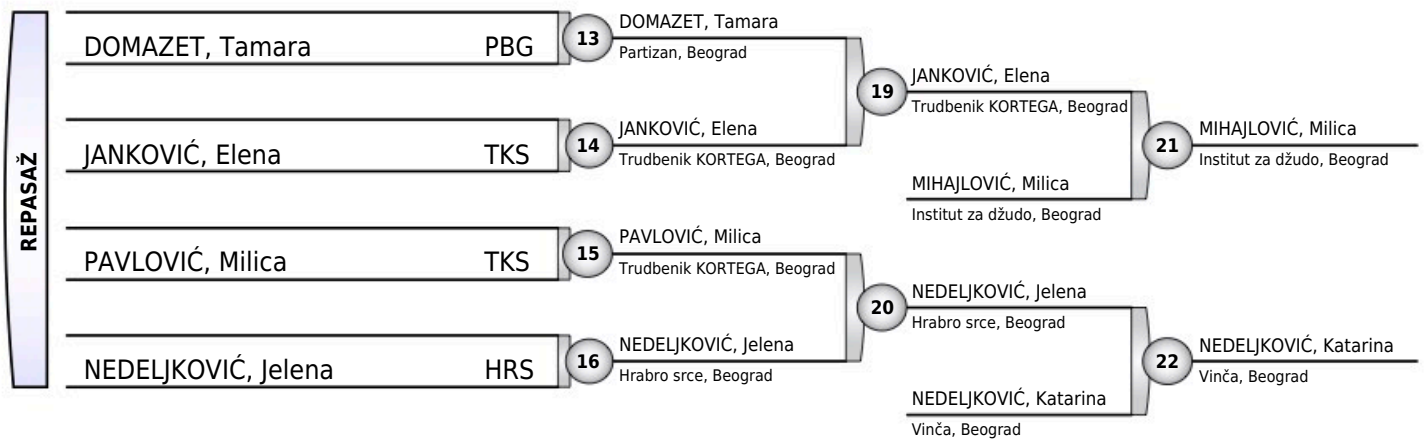 REPASAŽ
DOMAZET, Tamara PBG
13
DOMAZET, Tamara
Partizan, Beograd
JANKOVIĆ, Elena TKS
14
JANKOVIĆ, Elena
Trudbenik KORTEGA, Beograd
PAVLOVIĆ, Milica TKS
15
PAVLOVIĆ, Milica
Trudbenik KORTEGA, Beograd
NEDELJKOVIĆ, Jelena HRS
16
NEDELJKOVIĆ, Jelena
Hrabro srce, Beograd
19
JANKOVIĆ, Elena
Trudbenik KORTEGA, Beograd
MIHAJLOVIĆ, Milica
Institut za džudo, Beograd
20
NEDELJKOVIĆ, Jelena
Hrabro srce, Beograd
NEDELJKOVIĆ, Katarina
Vinča, Beograd
21
MIHAJLOVIĆ, Milica
Institut za džudo, Beograd
22
NEDELJKOVIĆ, Katarina
Vinča, Beograd